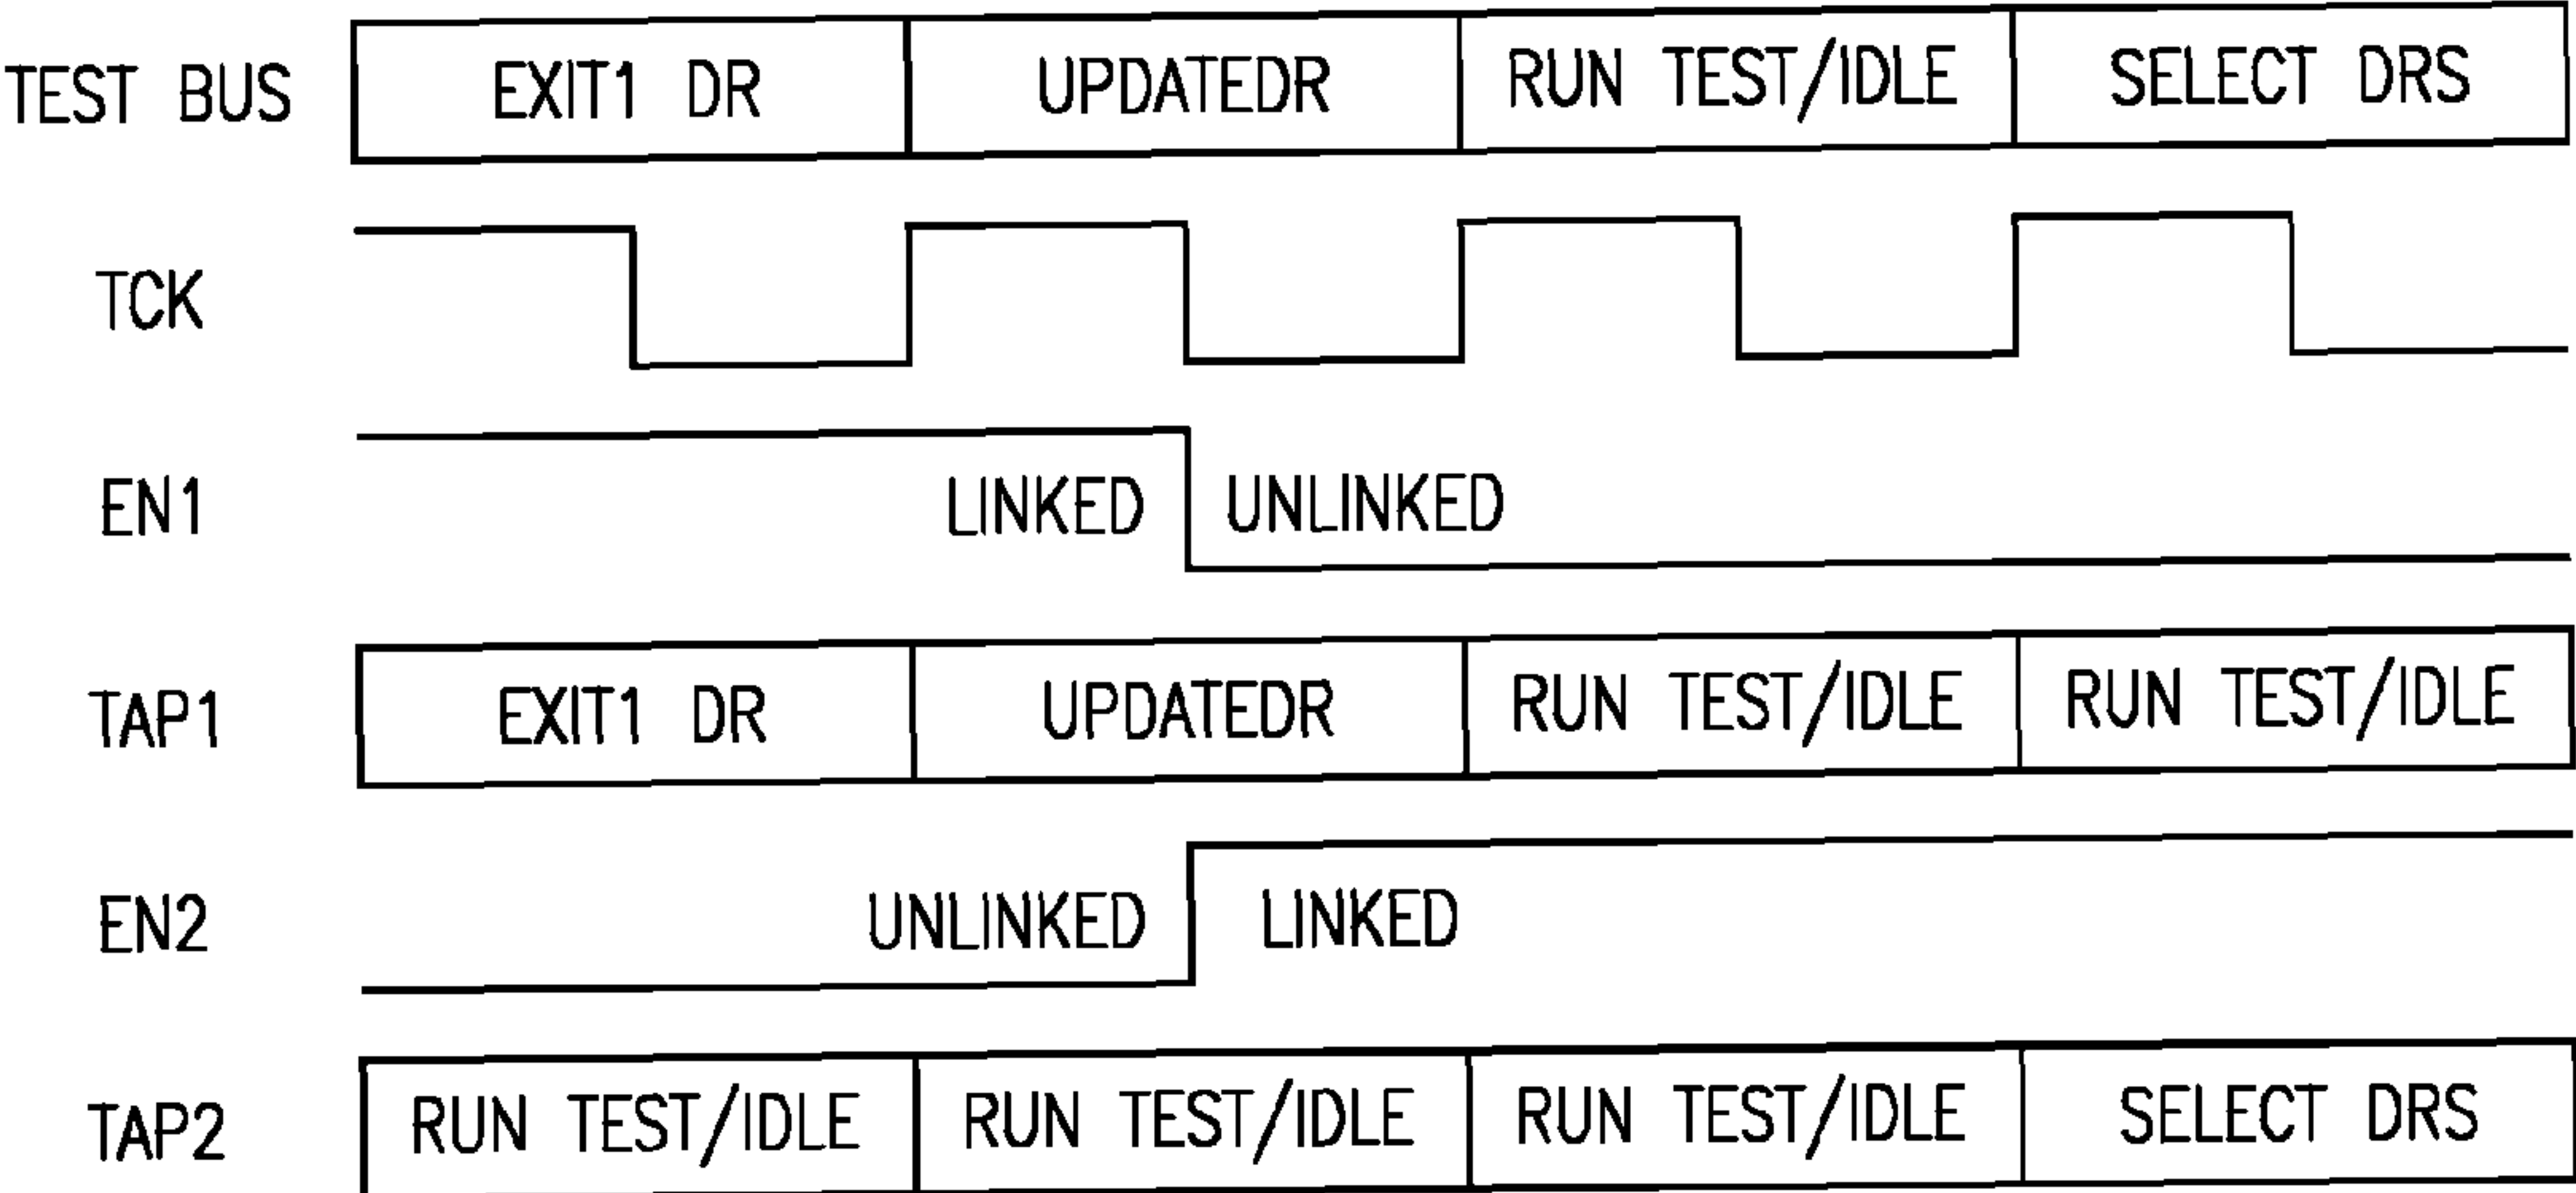 TEST BUS EXIT1 DR UPDATEDR RUN TEST/IDLE SELECT DRS
TCK
EN1 LINKED UNLINKED
TAP1 EXIT1 DR UPDATEDR RUN TEST/IDLE RUN TEST/IDLE
EN2 UNLINKED LINKED
TAP2 RUN TEST/IDLE RUN TEST/IDLE RUN TEST/IDLE SELECT DRS